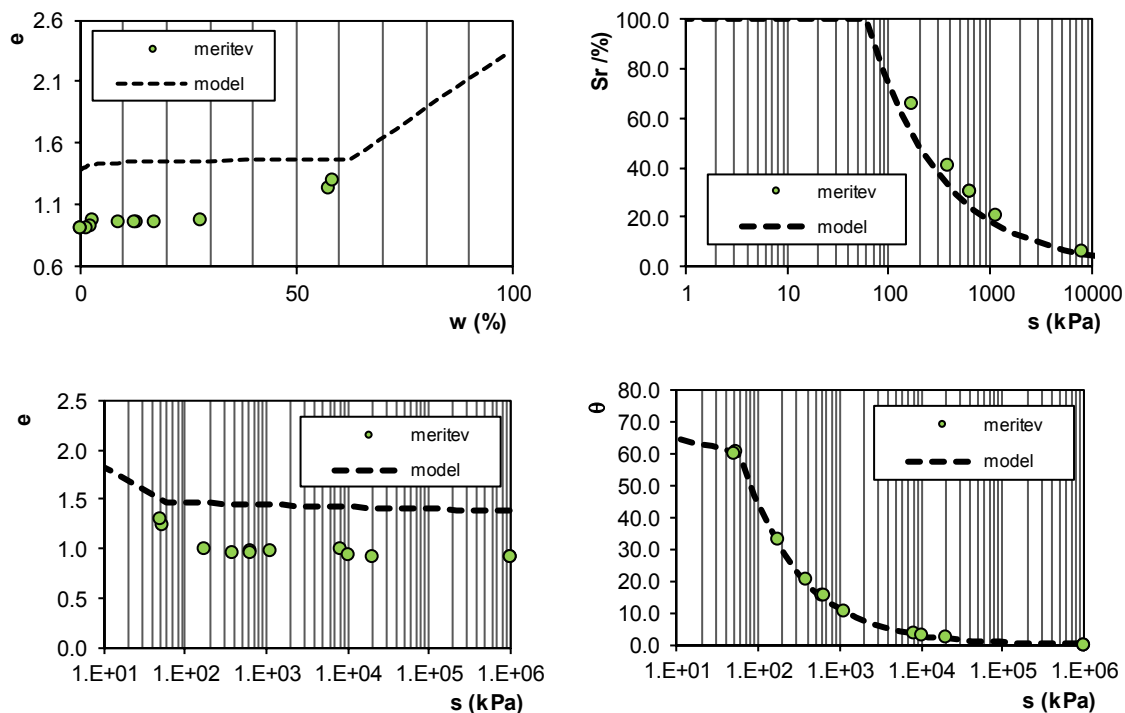 e
2.6
2.1
1.6
1.1
0.6
0
50
100
w (%)
meritev
model
Sr /%)
100.0
80.0
60.0
40.0
20.0
0.0
1
10
100
1000
10000
s (kPa)
meritev
model
e
2.5
2.0
1.5
1.0
0.5
0.0
1.E+01
1.E+02
1.E+03
1.E+04
1.E+05
1.E+06
s (kPa)
meritev
model
θ
80.0
70.0
60.0
50.0
40.0
30.0
20.0
10.0
0.0
1.E+01
1.E+02
1.E+03
1.E+04
1.E+05
1.E+06
s (kPa)
meritev
model